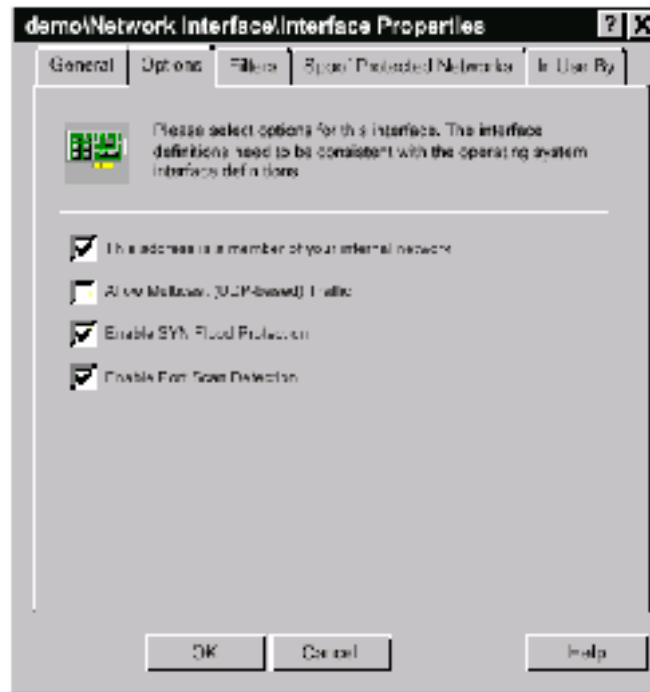 demo\Network Interface\Interface Properties
General Options Filters Spoof Protected Networks In Use By
Please select options for this interface. The interface
definitions need to be consistent with the operating system
interface definitions
This address is a member of your internal network
Allow Multicast (UDP-based) Traffic
Enable SYN Flood Protection
Enable Port Scan Detection
OK Cancel Help